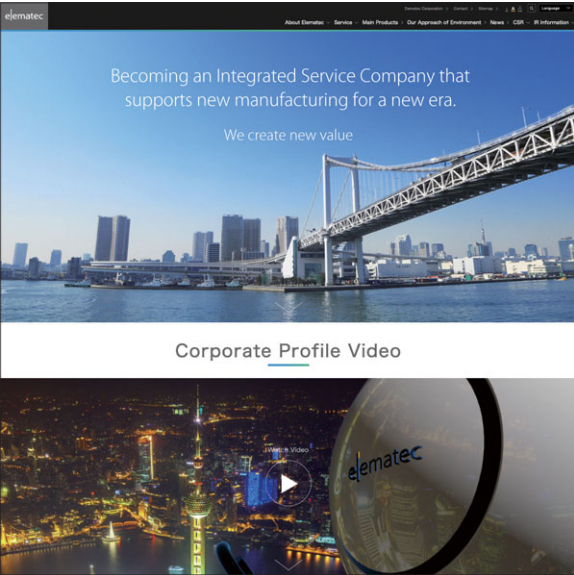 elematec
Elematec Corporation Contact Sitemap Language
About Elematec Service Main Products Our Approach of Environment News CSR IR Information
Becoming an Integrated Service Company that
supports new manufacturing for a new era.
We create new value
Corporate Profile Video
Watch Video
elematec